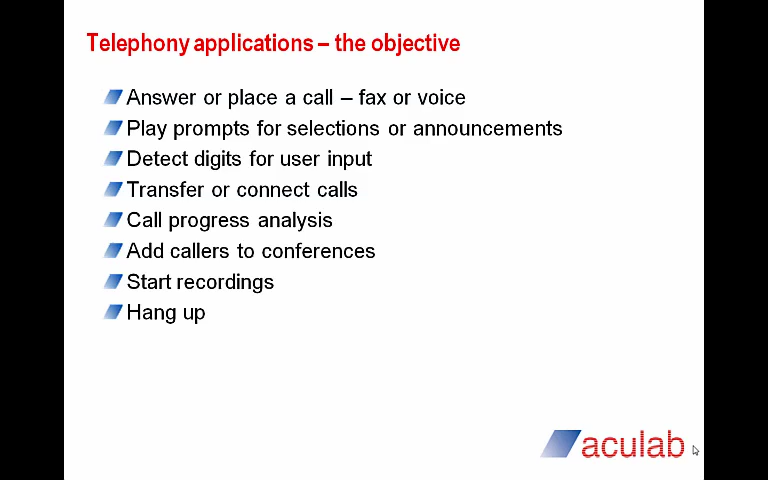 Telephony applications – the objective
Answer or place a call – fax or voice
Play prompts for selections or announcements
Detect digits for user input
Transfer or connect calls
Call progress analysis
Add callers to conferences
Start recordings
Hang up
aculab